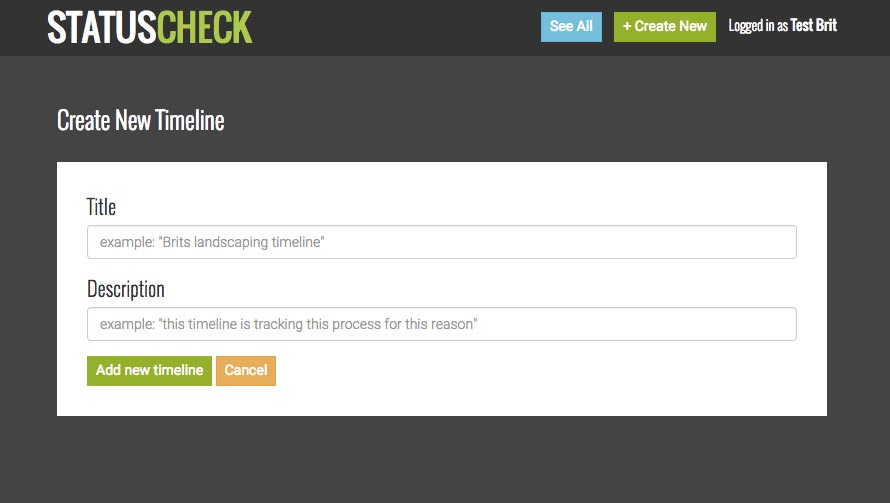 STATUSCHECK
See All
+ Create New
Logged in as Test Brit
Create New Timeline
Title
example: "Brits landscaping timeline"
Description
example: "this timeline is tracking this process for this reason"
Add new timeline
Cancel